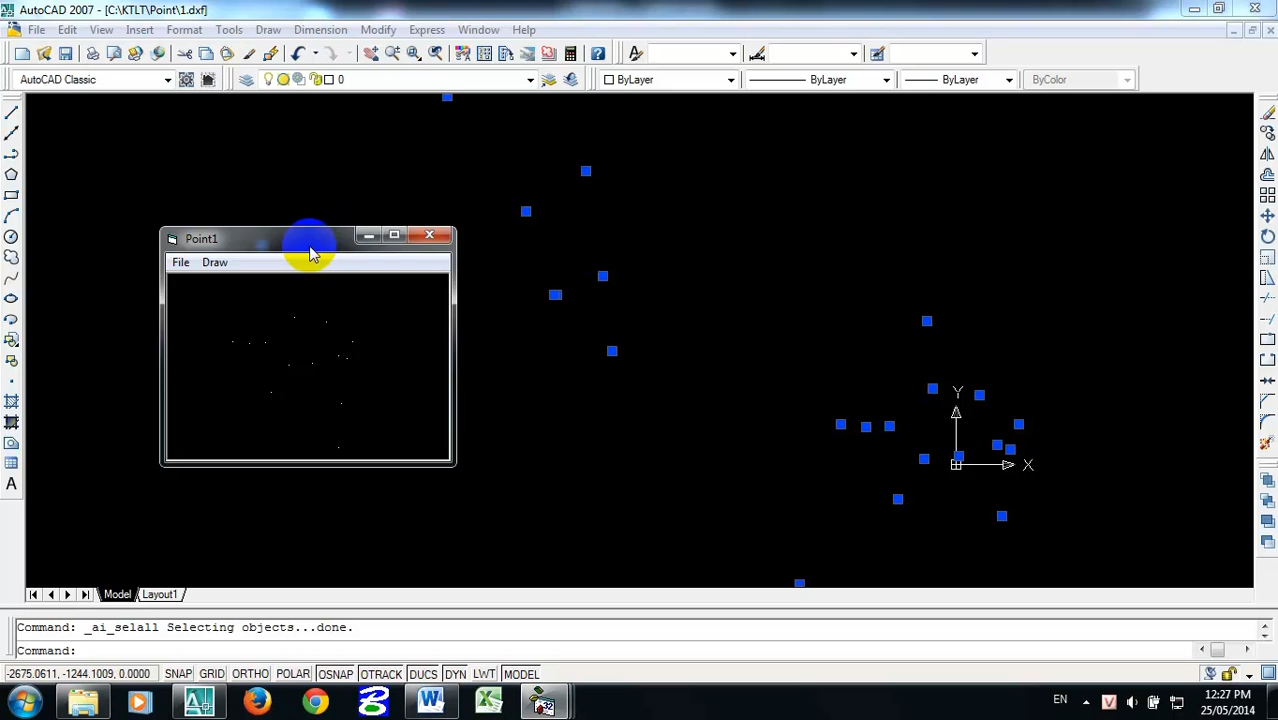 AutoCAD 2007 - [C:\KTLT\Point\1.dxf]
File Edit View Insert Format Tools Draw Dimension Modify Express Window Help
AutoCAD Classic 0 ByLayer ByLayer ByLayer ByColor
Point1
File Draw
Y
X
Model Layout1
Command: _ai_selall Selecting objects...done.
Command:
-2675.0611, -1244.1009, 0.0000 SNAP GRID ORTHO POLAR OSNAP OTRACK DUCS DYN LWT MODEL
EN
12:27 PM
25/05/2014